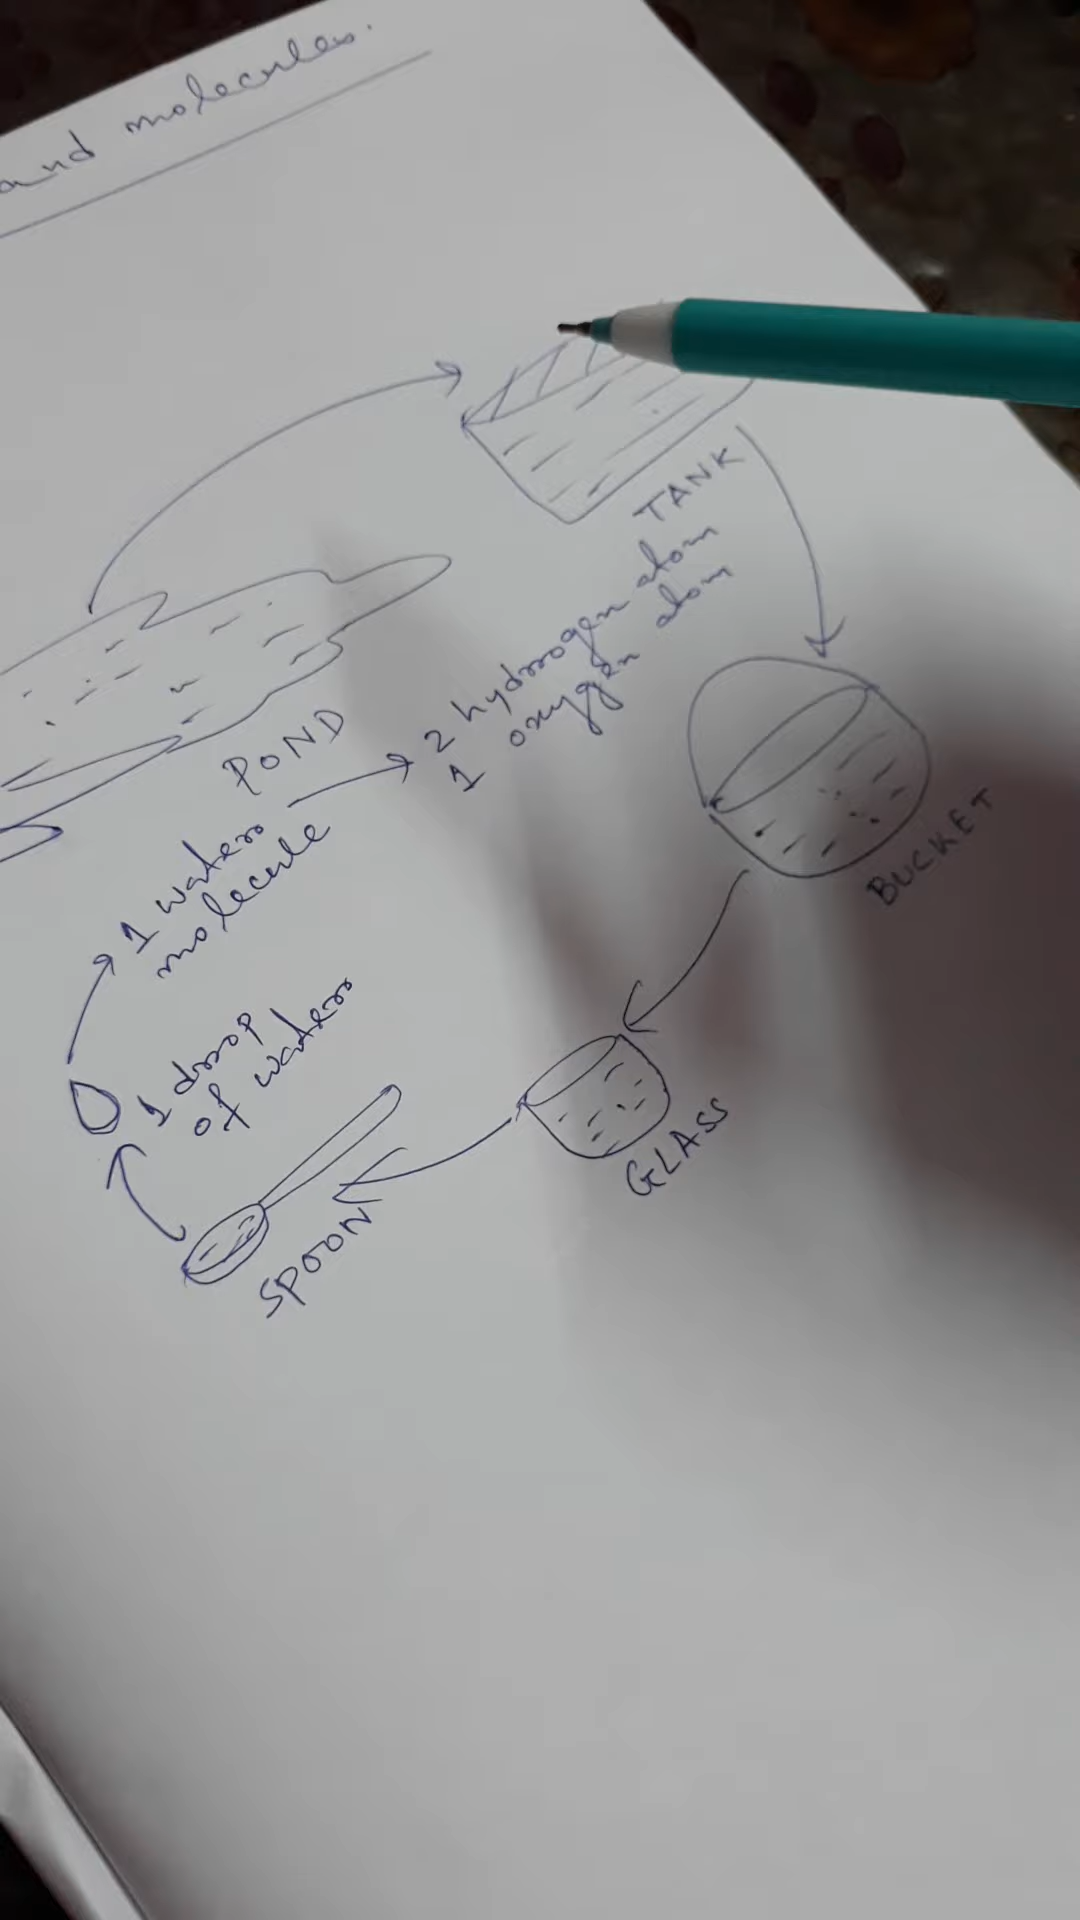 and molecules.
TANK
POND
2 hydrogen atom
1 oxygen atom
1 water
molecule
BUCKET
1 drop
of water
GLASS
SPOON